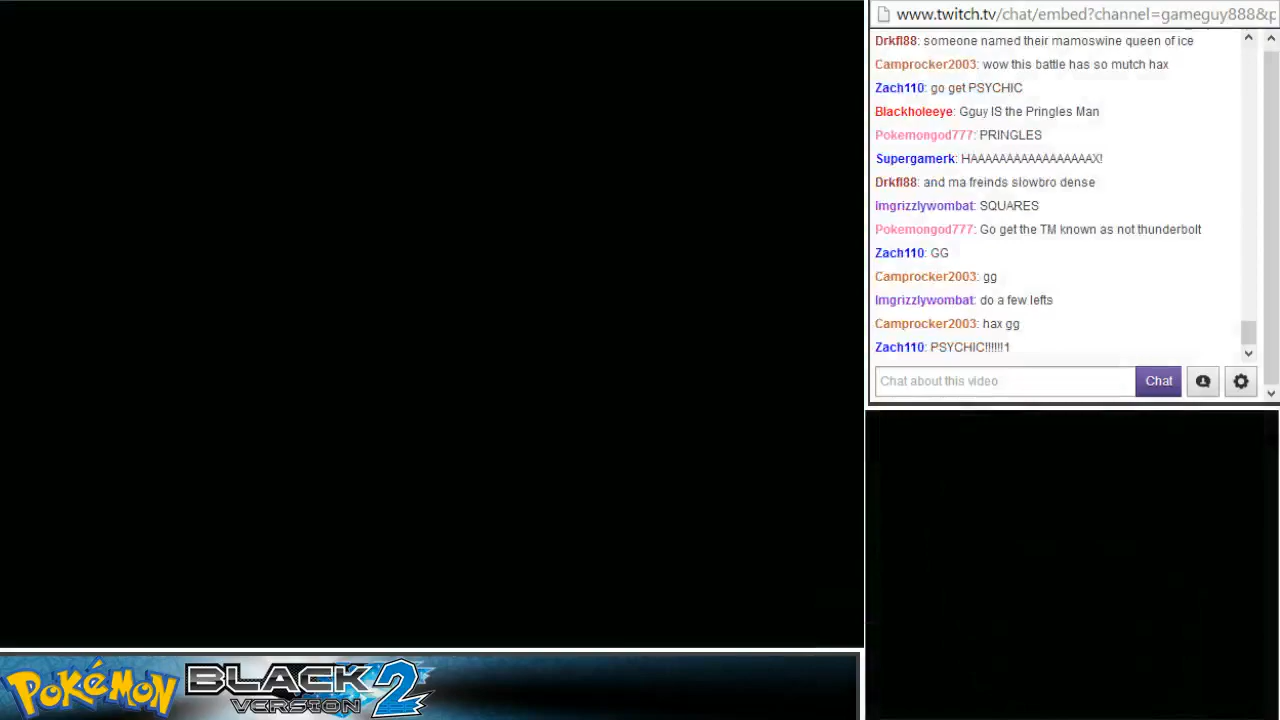 www.twitch.tv/chat/embed?channel=gameguy888&p
Drkfl88: someone named their mamoswine queen of ice
Camprocker2003: wow this battle has so mutch hax
Zach110: go get PSYCHIC
Blackholeeye: Gguy IS the Pringles Man
Pokemongod777: PRINGLES
Supergamerk: HAAAAAAAAAAAAAAAAAX!
Drkfl88: and ma freinds slowbro dense
Imgrizzlywombat: SQUARES
Pokemongod777: Go get the TM known as not thunderbolt
Zach110: GG
Camprocker2003: gg
Imgrizzlywombat: do a few lefts
Camprocker2003: hax gg
Zach110: PSYCHIC!!!!!!1
Chat about this video
Chat
POKéMON BLACK 2
VERSION